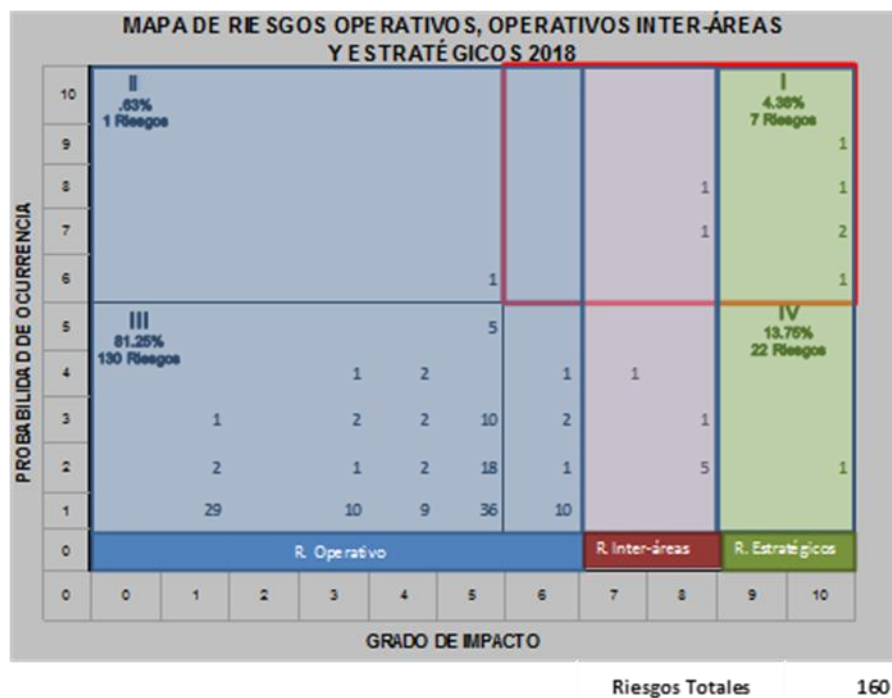 MAPA DE RIESGOS OPERATIVOS, OPERATIVOS INTER-ÁREAS
Y ESTRATÉGICOS 2018
PROBABILIDAD DE OCURRENCIA
10 II I
.63% 4.38%
1 Riesgos 7 Riesgos
9 1
8 1 1
7 1 2
6 1 1
5 III 5 IV
81.25% 13.75%
130 Riesgos 22 Riesgos
4 1 2 1 1
3 1 2 2 10 2 1
2 2 1 2 18 1 5 1
1 29 10 9 36 10
0 R. Operativo R. Inter-áreas R. Estratégicos
0 0 1 2 3 4 5 6 7 8 9 10
GRADO DE IMPACTO
Riesgos Totales 160